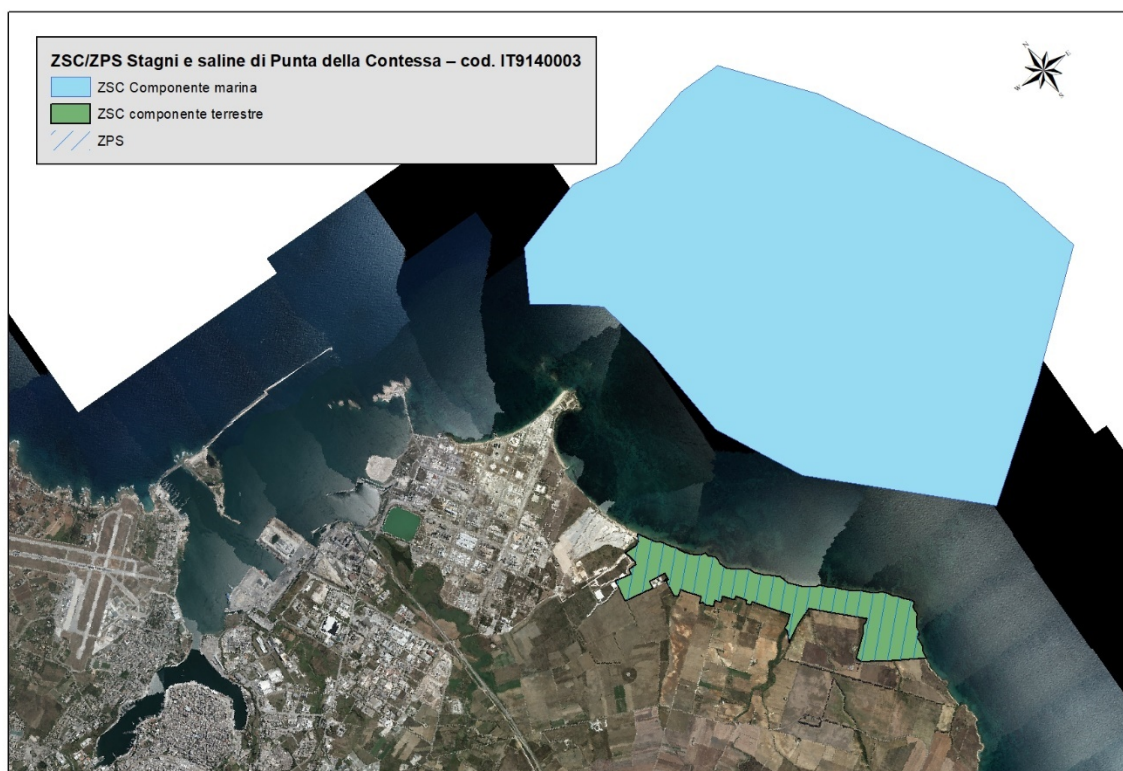 ZSC/ZPS Stagni e saline di Punta della Contessa – cod. IT9140003
ZSC Componente marina
ZSC componente terrestre
ZPS
N
E
W
S